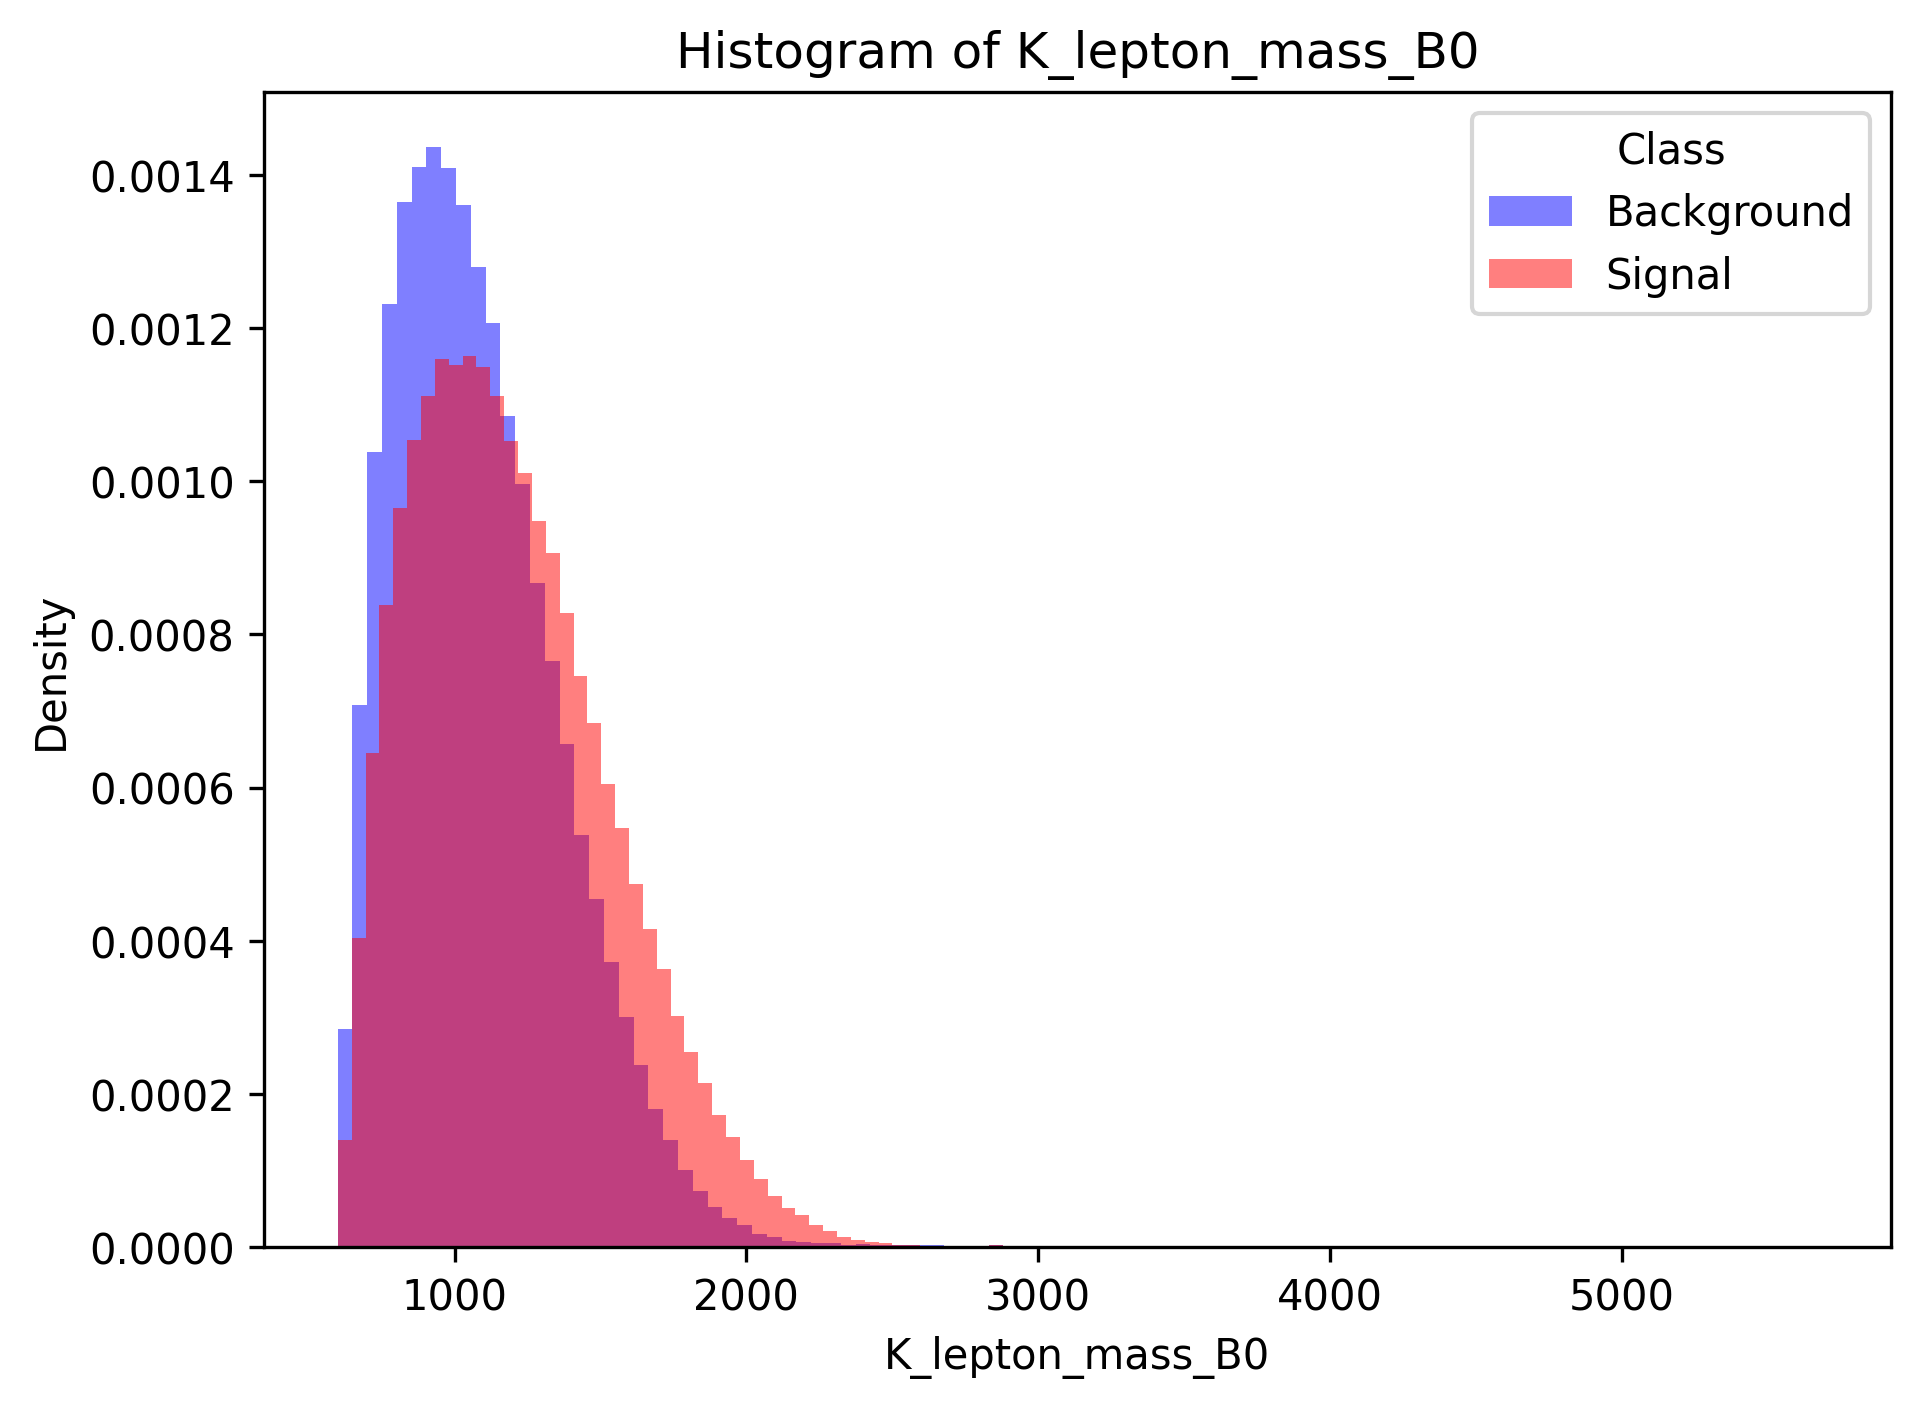 Histogram of K_lepton_mass_B0
Class
Background
Signal
0.0014
0.0012
0.0010
0.0008
0.0006
0.0004
0.0002
0.0000
Density
1000 2000 3000 4000 5000
K_lepton_mass_B0